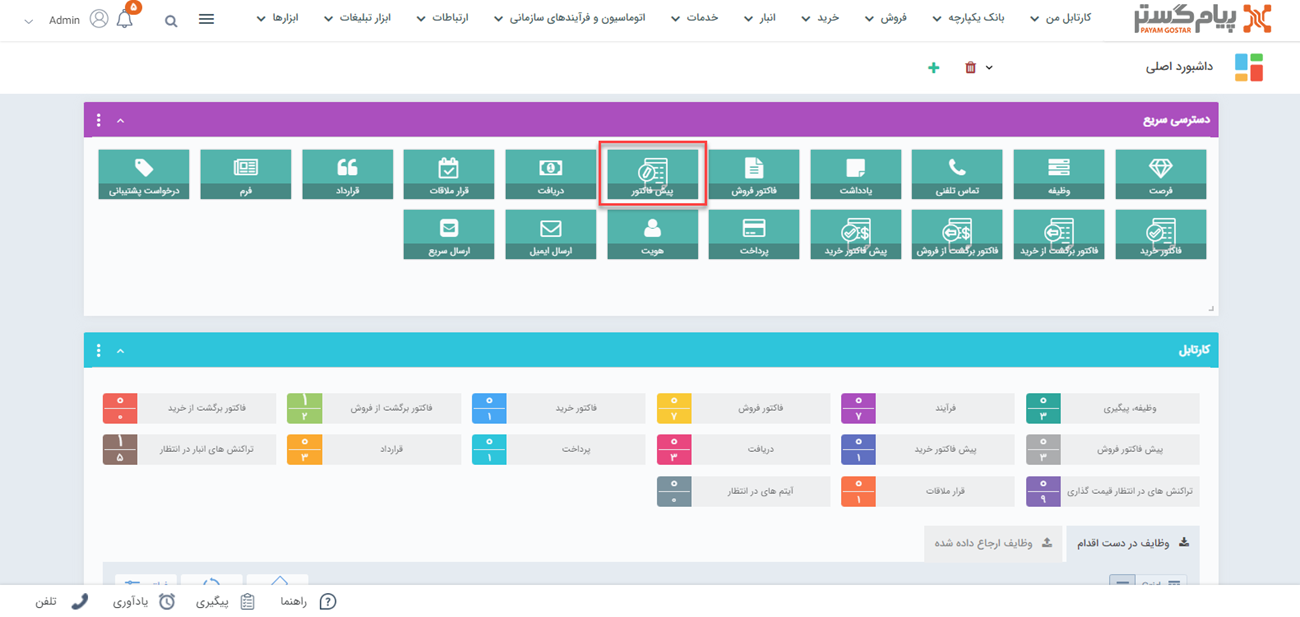 پیام گستر
PAYAM GOSTAR
کارتابل من
بانک یکپارچه
فروش
خرید
انبار
خدمات
اتوماسیون و فرآیندهای سازمانی
ارتباطات
ابزار تبلیغات
ابزارها
Admin
۵
داشبورد اصلی
دسترسی سریع
فرصت
وظیفه
تماس تلفنی
یادداشت
فاکتور فروش
پیش فاکتور
دریافت
قرار ملاقات
قرارداد
فرم
درخواست پشتیبانی
فاکتور خرید
فاکتور برگشت از خرید
فاکتور برگشت از فروش
پیش فاکتور خرید
پرداخت
هویت
ارسال ایمیل
ارسال سریع
کارتابل
وظیفه، پیگیری
۰
۳
فرآیند
۰
۷
فاکتور فروش
۰
۷
فاکتور خرید
۰
۱
فاکتور برگشت از فروش
۱
۲
فاکتور برگشت از خرید
۰
۰
پیش فاکتور فروش
۰
۳
پیش فاکتور خرید
۰
۱
دریافت
۰
۳
پرداخت
۰
۱
قرارداد
۰
۳
تراکنش های انبار در انتظار
۱
۵
تراکنش های در انتظار قیمت گذاری
۰
۹
قرار ملاقات
۰
۱
آیتم های در انتظار
۰
۰
وظایف در دست اقدام
وظایف ارجاع داده شده
راهنما
پیگیری
یادآوری
تلفن